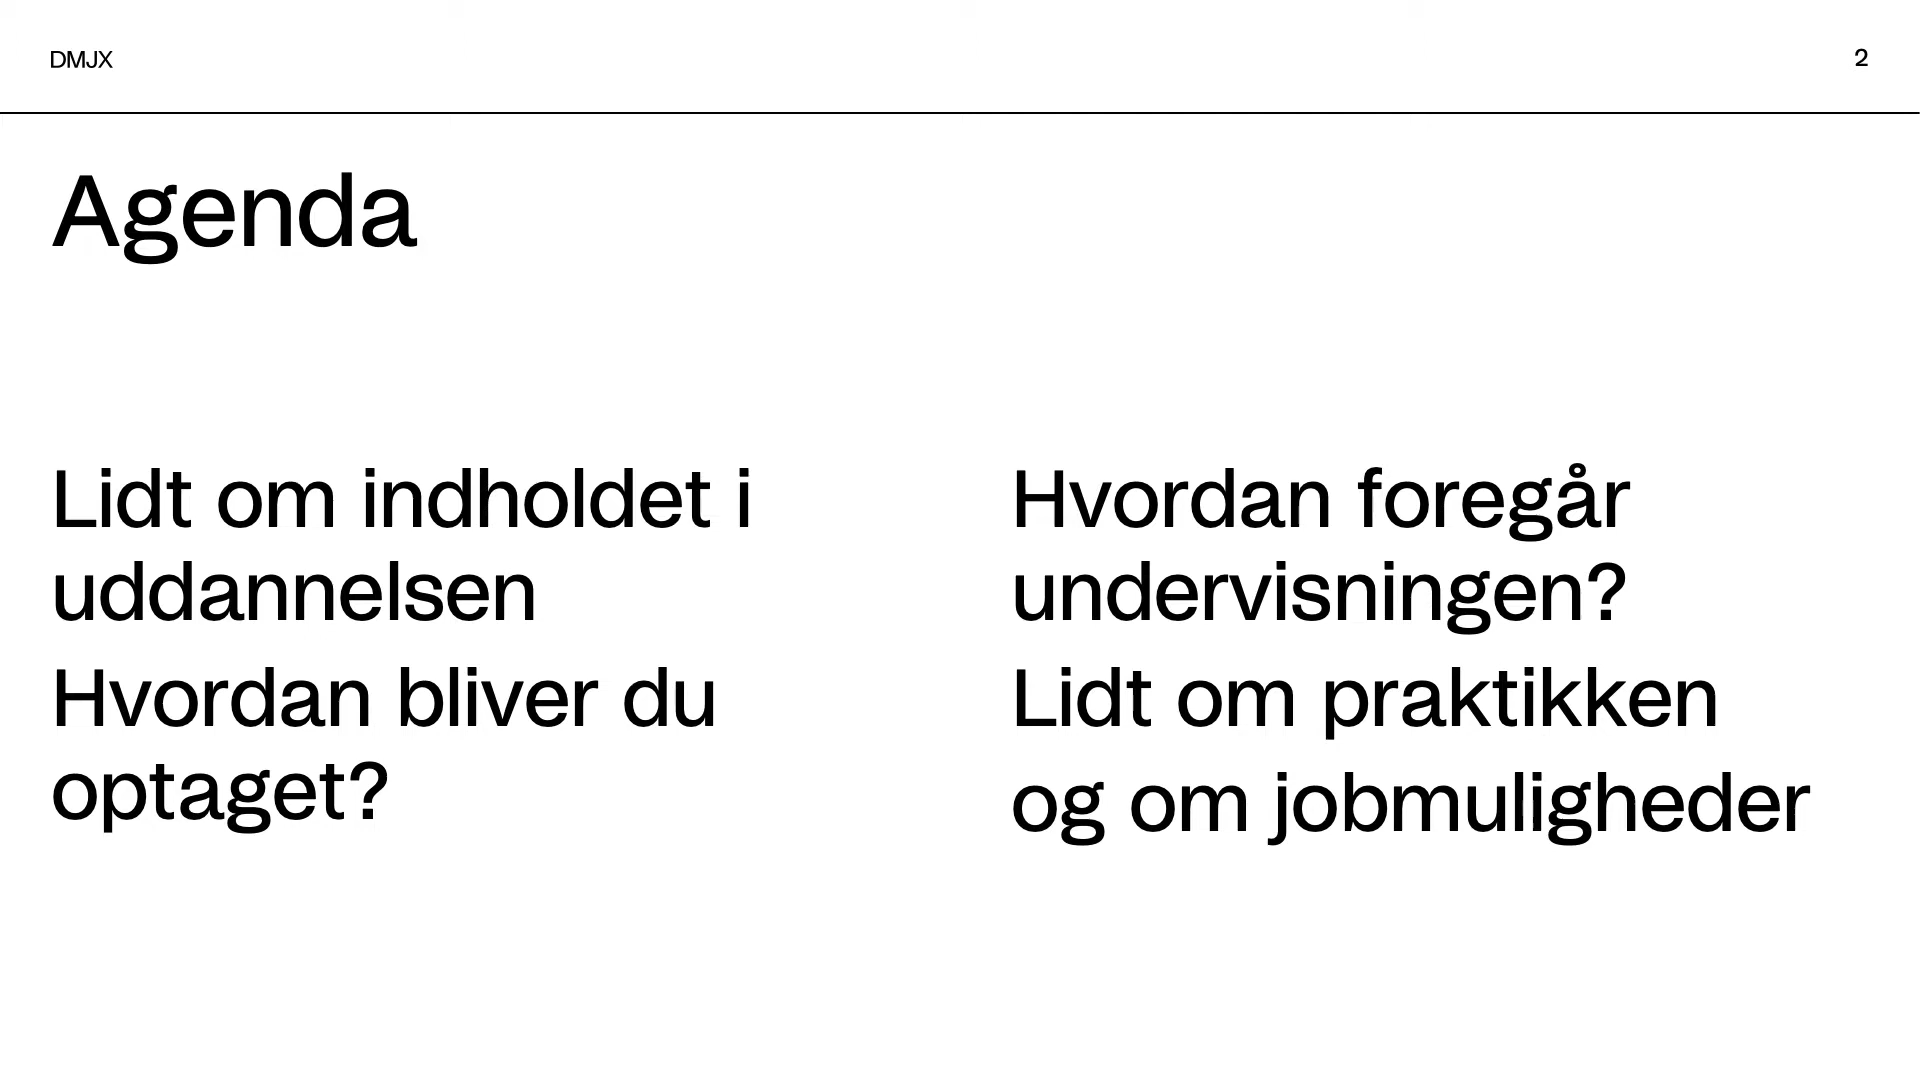 DMJX
2
Agenda
Lidt om indholdet i
uddannelsen
Hvordan bliver du
optaget?
Hvordan foregår
undervisningen?
Lidt om praktikken
og om jobmuligheder